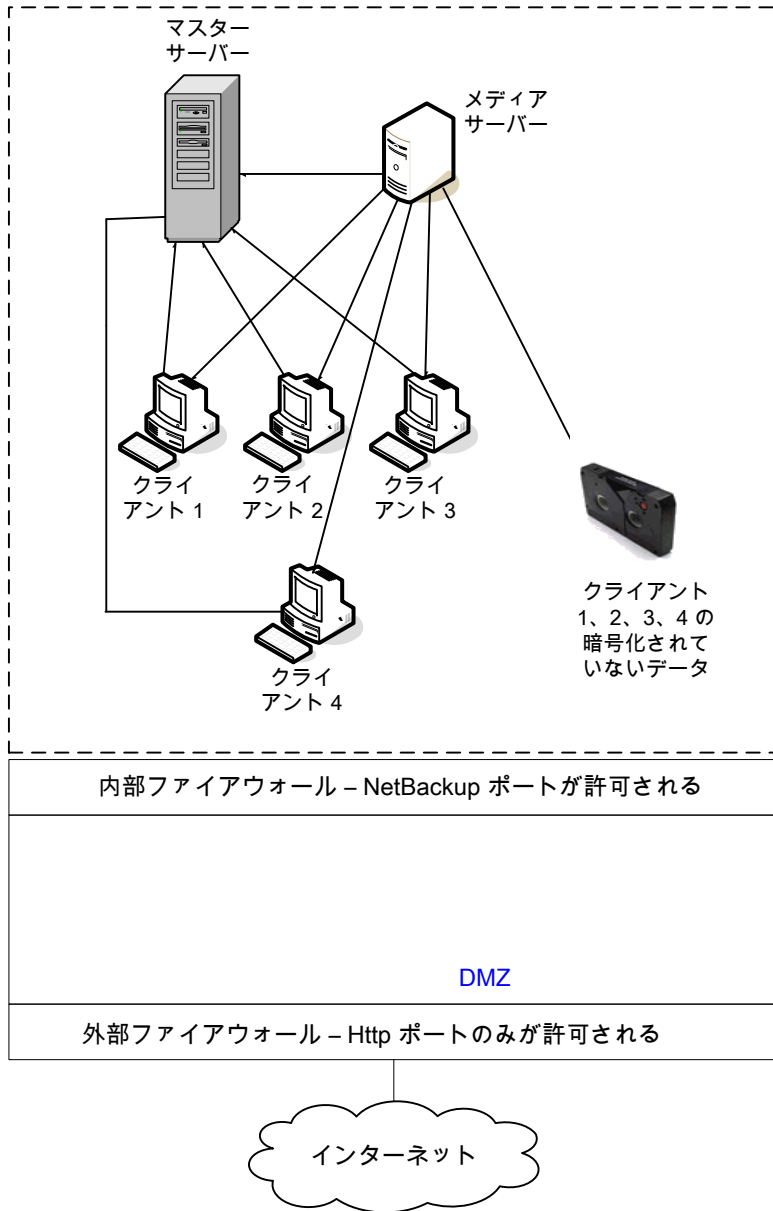 マスター
サーバー
メディア
サーバー
クライ
アント 1
クライ
アント 2
クライ
アント 3
クライアント
1、2、3、4 の
暗号化されて
いないデータ
クライ
アント 4
内部ファイアウォール – NetBackup ポートが許可される
DMZ
外部ファイアウォール – Http ポートのみが許可される
インターネット